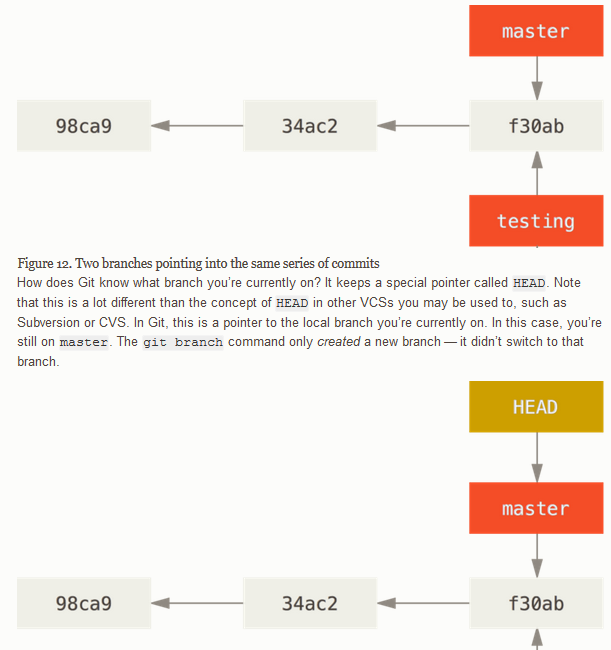 master
98ca9 34ac2 f30ab
testing
Figure 12. Two branches pointing into the same series of commits
How does Git know what branch you’re currently on? It keeps a special pointer called HEAD. Note
that this is a lot different than the concept of HEAD in other VCSs you may be used to, such as
Subversion or CVS. In Git, this is a pointer to the local branch you’re currently on. In this case, you’re
still on master. The git branch command only created a new branch — it didn’t switch to that
branch.
HEAD
master
98ca9 34ac2 f30ab